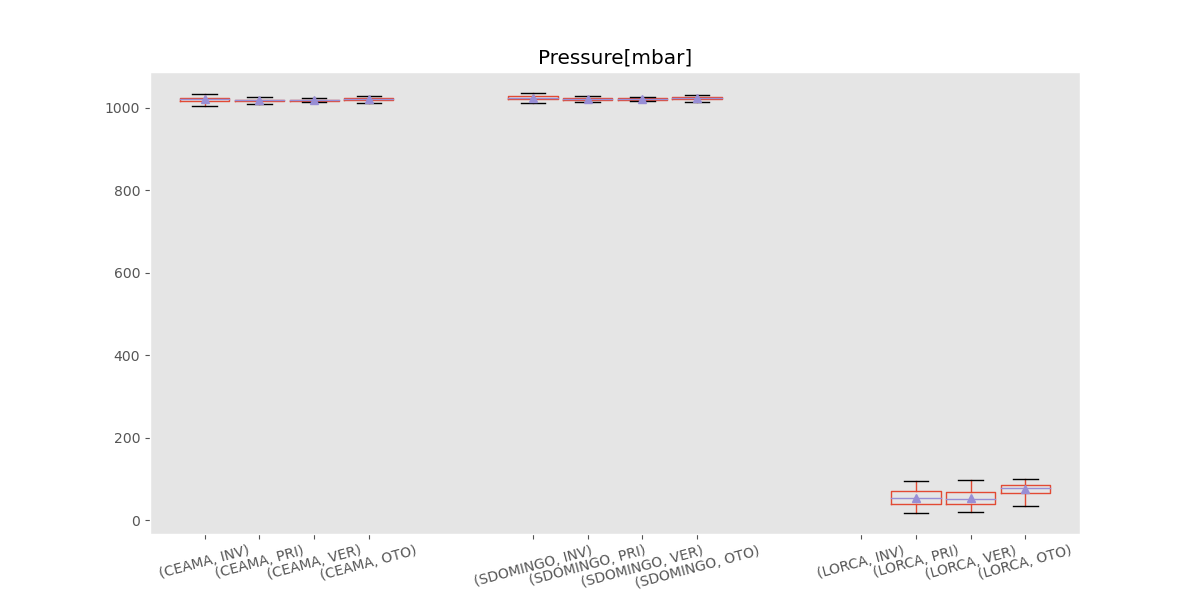 Pressure[mbar]
1000
800
600
400
200
0
(CEAMA, INV)
(CEAMA, PRI)
(CEAMA, VER)
(CEAMA, OTO)
(SDOMINGO, INV)
(SDOMINGO, PRI)
(SDOMINGO, VER)
(SDOMINGO, OTO)
(LORCA, INV)
(LORCA, PRI)
(LORCA, VER)
(LORCA, OTO)